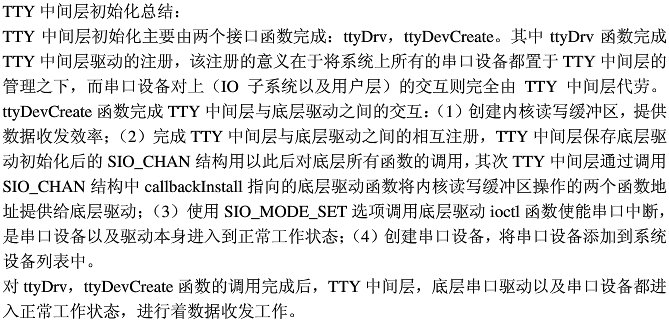 TTY 中间层初始化总结：
TTY 中间层初始化主要由两个接口函数完成：ttyDrv，ttyDevCreate。其中 ttyDrv 函数完成
TTY 中间层驱动的注册，该注册的意义在于将系统上所有的串口设备都置于 TTY 中间层的
管理之下，而串口设备对上（IO 子系统以及用户层）的交互则完全由 TTY 中间层代劳。
ttyDevCreate 函数完成 TTY 中间层与底层驱动之间的交互：（1）创建内核读写缓冲区，提供
数据收发效率；（2）完成 TTY 中间层与底层驱动之间的相互注册，TTY 中间层保存底层驱
动初始化后的 SIO_CHAN 结构用以此后对底层所有函数的调用，其次 TTY 中间层通过调用
SIO_CHAN 结构中 callbackInstall 指向的底层驱动函数将内核读写缓冲区操作的两个函数地
址提供给底层驱动；（3）使用 SIO_MODE_SET 选项调用底层驱动 ioctl 函数使能串口中断，
是串口设备以及驱动本身进入到正常工作状态；（4）创建串口设备，将串口设备添加到系统
设备列表中。
对 ttyDrv，ttyDevCreate 函数的调用完成后，TTY 中间层，底层串口驱动以及串口设备都进
入正常工作状态，进行着数据收发工作。